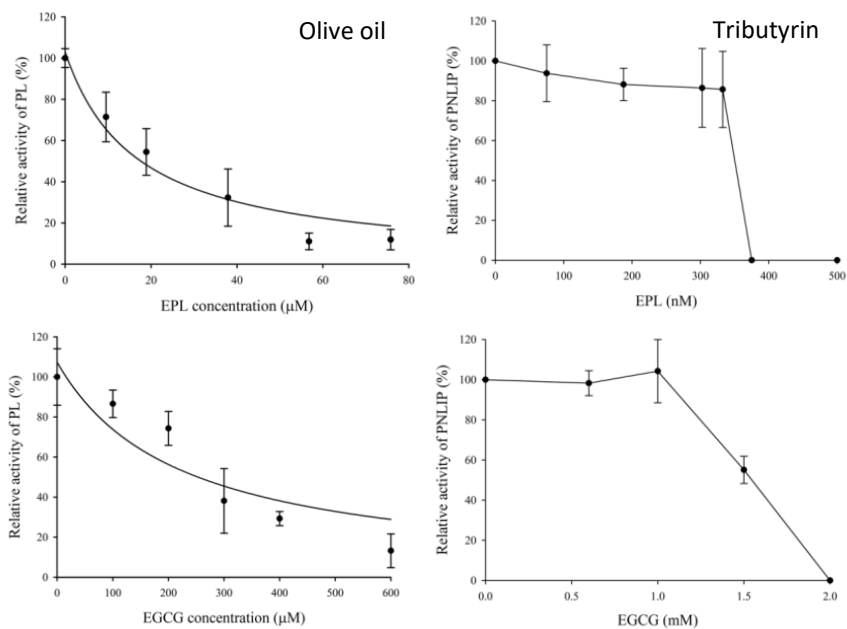 Olive oil
120
100
80
60
40
20
0
Relative activity of PL (%)
0 20 40 60 80
EPL concentration (μM)
Tributyrin
120
100
80
60
40
20
0
Relative activity of PNLIP (%)
0 100 200 300 400 500
EPL (nM)
120
100
80
60
40
20
0
Relative activity of PL (%)
0 100 200 300 400 500 600
EGCG concentration (μM)
120
100
80
60
40
20
0
Relative activity of PNLIP (%)
0.0 0.5 1.0 1.5 2.0
EGCG (mM)